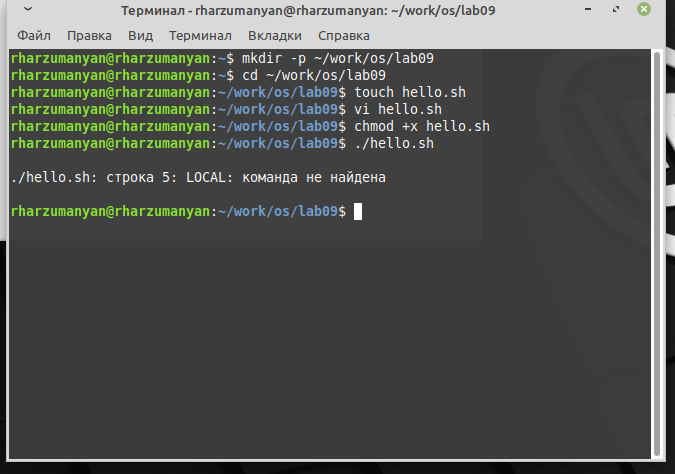 Терминал - rharzumanyan@rharzumanyan: ~/work/os/lab09
Файл Правка Вид Терминал Вкладки Справка
rharzumanyan@rharzumanyan:~$ mkdir -p ~/work/os/lab09
rharzumanyan@rharzumanyan:~$ cd ~/work/os/lab09
rharzumanyan@rharzumanyan:~/work/os/lab09$ touch hello.sh
rharzumanyan@rharzumanyan:~/work/os/lab09$ vi hello.sh
rharzumanyan@rharzumanyan:~/work/os/lab09$ chmod +x hello.sh
rharzumanyan@rharzumanyan:~/work/os/lab09$ ./hello.sh
./hello.sh: строка 5: LOCAL: команда не найдена
rharzumanyan@rharzumanyan:~/work/os/lab09$